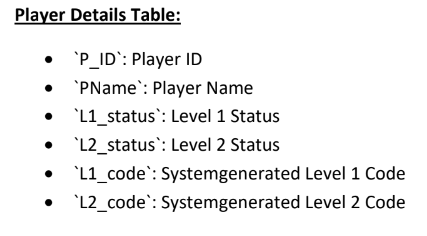 Player Details Table:
• `P_ID`: Player ID
• `PName`: Player Name
• `L1_status`: Level 1 Status
• `L2_status`: Level 2 Status
• `L1_code`: Systemgenerated Level 1 Code
• `L2_code`: Systemgenerated Level 2 Code